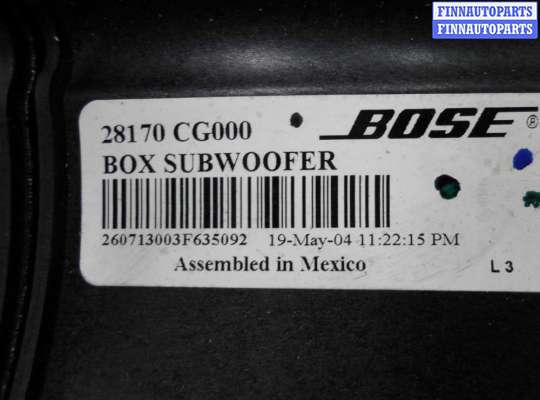 FINNAUTOPARTS
FINNAUTOPARTS
28170 CG000
BOSE®
BOX SUBWOOFER
260713003F635092 19-May-04 11:22:15 PM
Assembled in Mexico
L 3